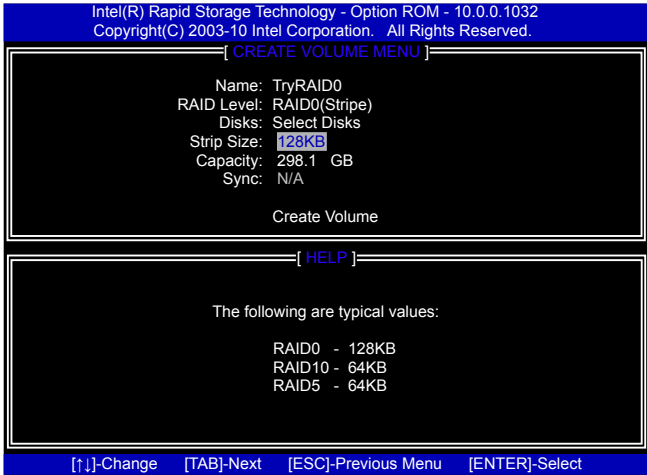 Intel(R) Rapid Storage Technology - Option ROM - 10.0.0.1032
Copyright(C) 2003-10 Intel Corporation. All Rights Reserved.
[ CREATE VOLUME MENU ]
Name: TryRAID0
RAID Level: RAID0(Stripe)
Disks: Select Disks
Strip Size: 128KB
Capacity: 298.1 GB
Sync: N/A
Create Volume
[ HELP ]
The following are typical values:
RAID0 - 128KB
RAID10 - 64KB
RAID5 - 64KB
[↑↓]-Change [TAB]-Next [ESC]-Previous Menu [ENTER]-Select